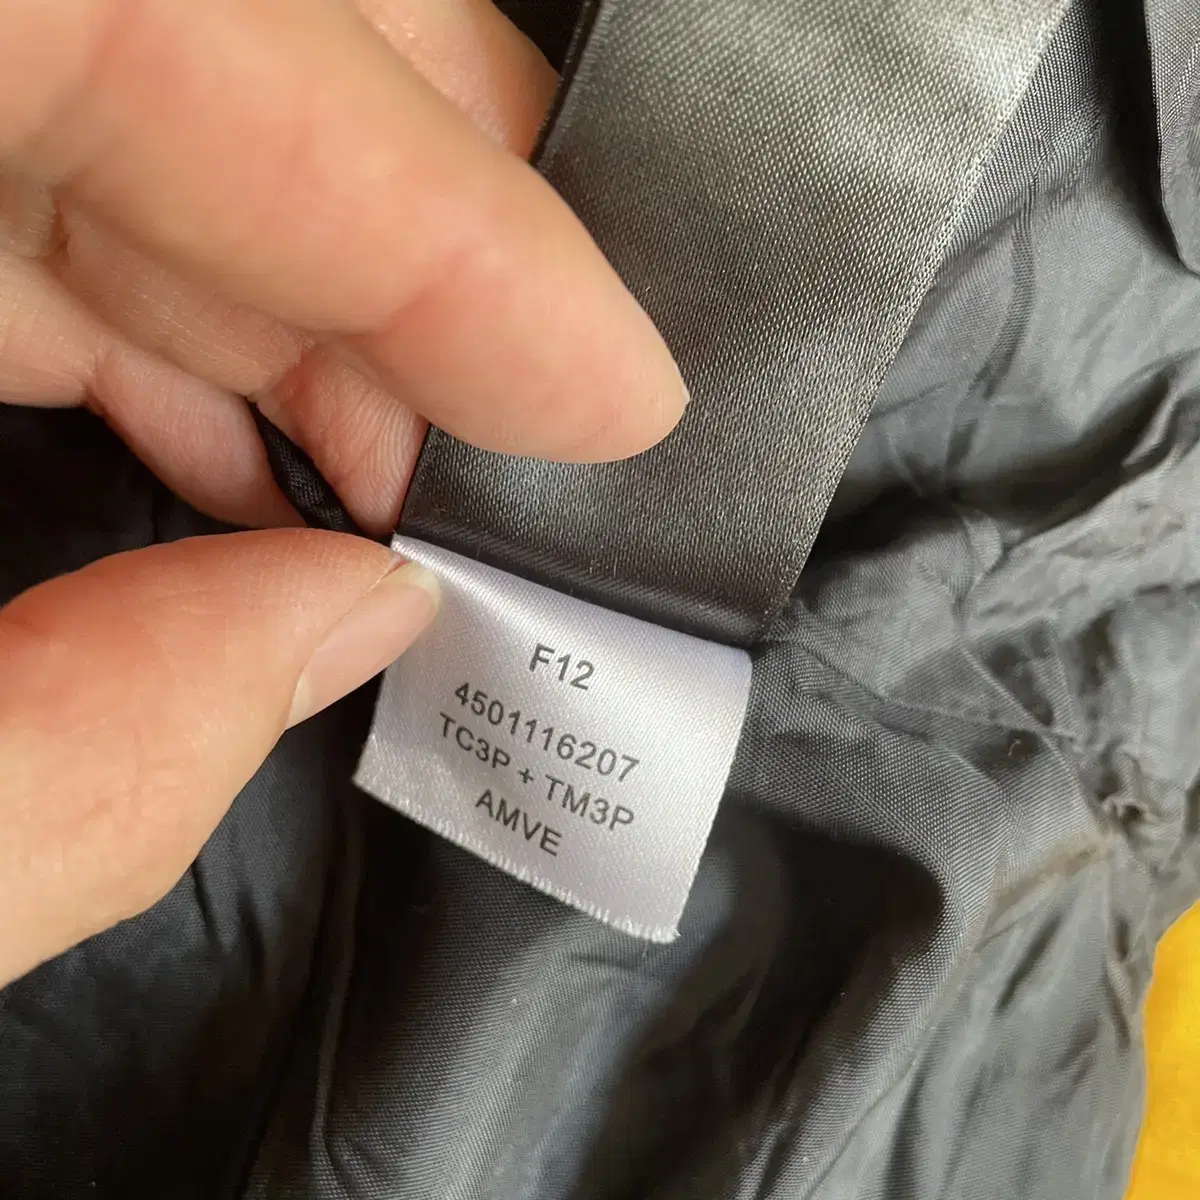 F12
4501116207
TC3P + TM3P
AMVE